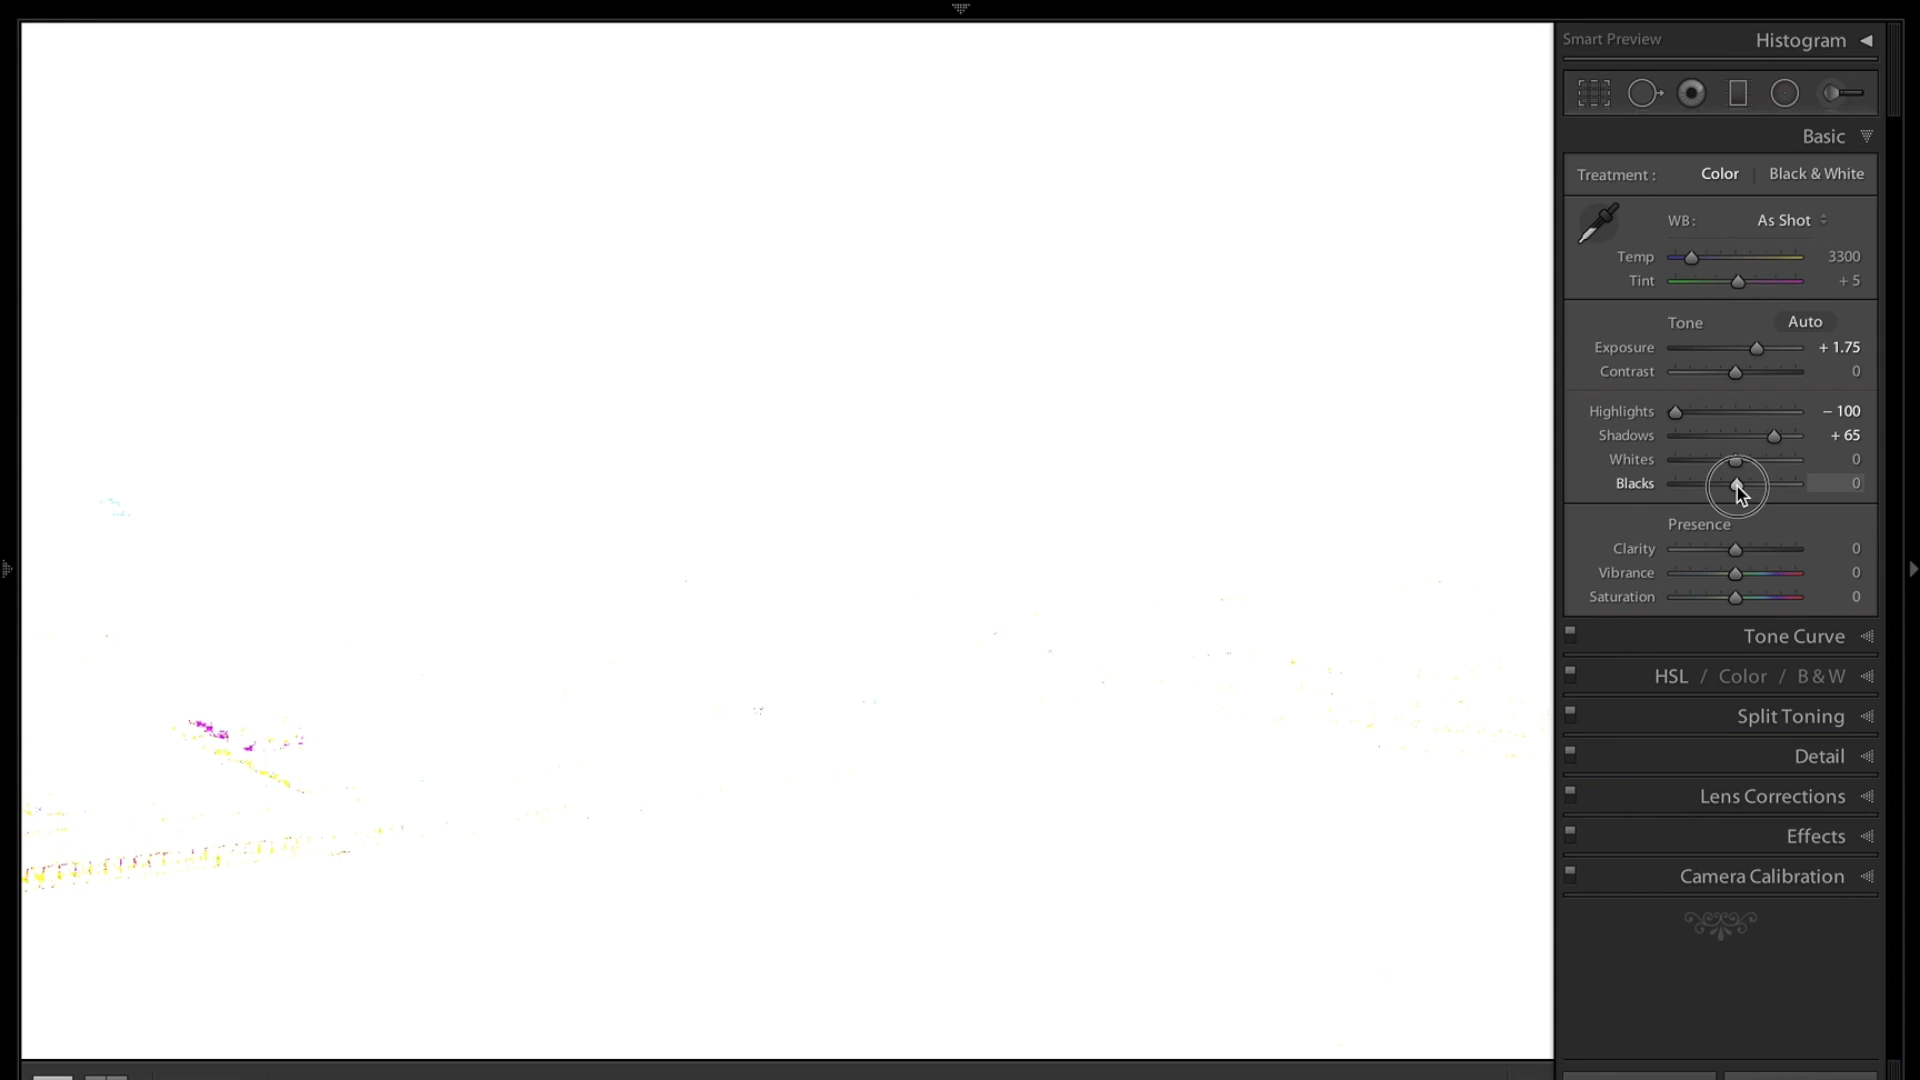 Smart Preview Histogram
Basic
Treatment : Color Black & White
WB: As Shot
Temp 3300
Tint + 5
Tone Auto
Exposure + 1.75
Contrast 0
Highlights − 100
Shadows + 65
Whites 0
Blacks 0
Presence
Clarity 0
Vibrance 0
Saturation 0
Tone Curve
HSL / Color / B & W
Split Toning
Detail
Lens Corrections
Effects
Camera Calibration